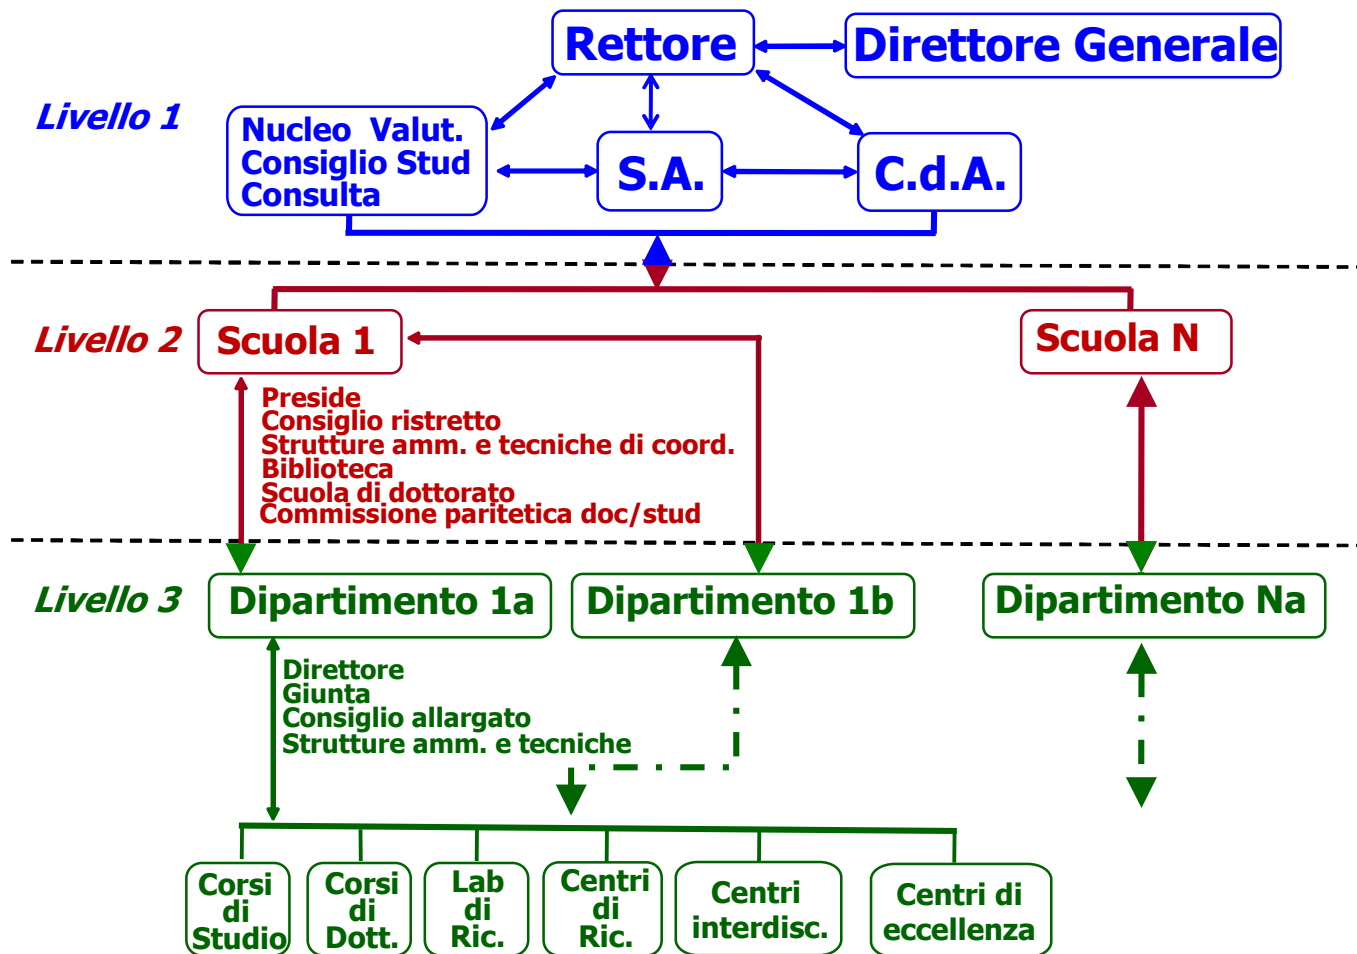 Rettore
Direttore Generale
Livello 1
Nucleo Valut.
Consiglio Stud
Consulta
S.A.
C.d.A.
Livello 2
Scuola 1
Scuola N
Preside
Consiglio ristretto
Strutture amm. e tecniche di coord.
Biblioteca
Scuola di dottorato
Commissione paritetica doc/stud
Livello 3
Dipartimento 1a
Dipartimento 1b
Dipartimento Na
Direttore
Giunta
Consiglio allargato
Strutture amm. e tecniche
Corsi
di
Studio
Corsi
di
Dott.
Lab
di
Ric.
Centri
di
Ric.
Centri
interdisc.
Centri di
eccellenza